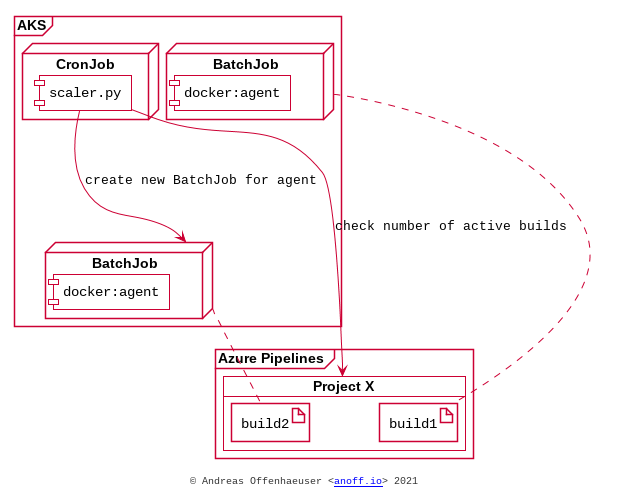 AKS
CronJob
BatchJob
scaler.py
docker:agent
create new BatchJob for agent
check number of active builds
BatchJob
docker:agent
Azure Pipelines
Project X
build2
build1
© Andreas Offenhaeuser <anoff.io> 2021